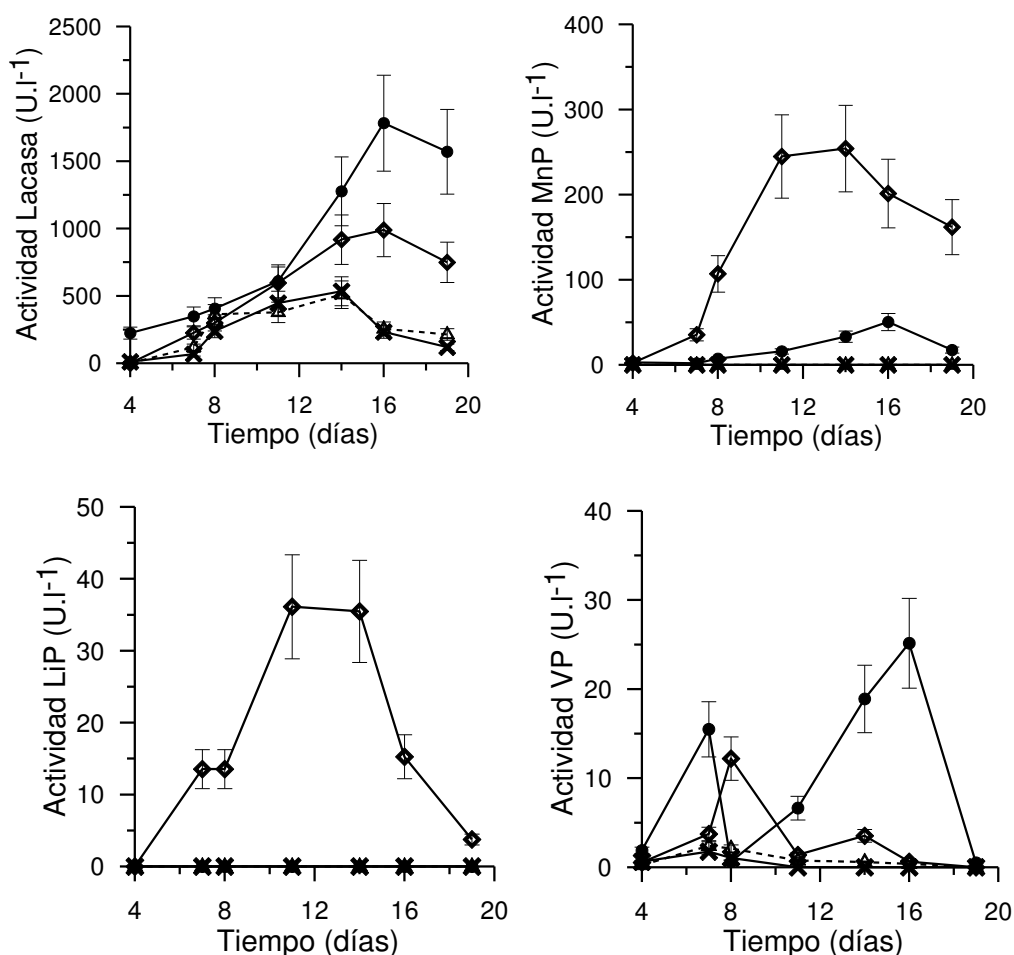 Actividad Lacasa (U.l-1)
2500
2000
1500
1000
500
0
4 8 12 16 20
Tiempo (días)
Actividad MnP (U.l-1)
400
300
200
100
0
4 8 12 16 20
Tiempo (días)
Actividad LiP (U.l-1)
50
40
30
20
10
0
4 8 12 16 20
Tiempo (días)
Actividad VP (U.l-1)
40
30
20
10
0
4 8 12 16 20
Tiempo (días)